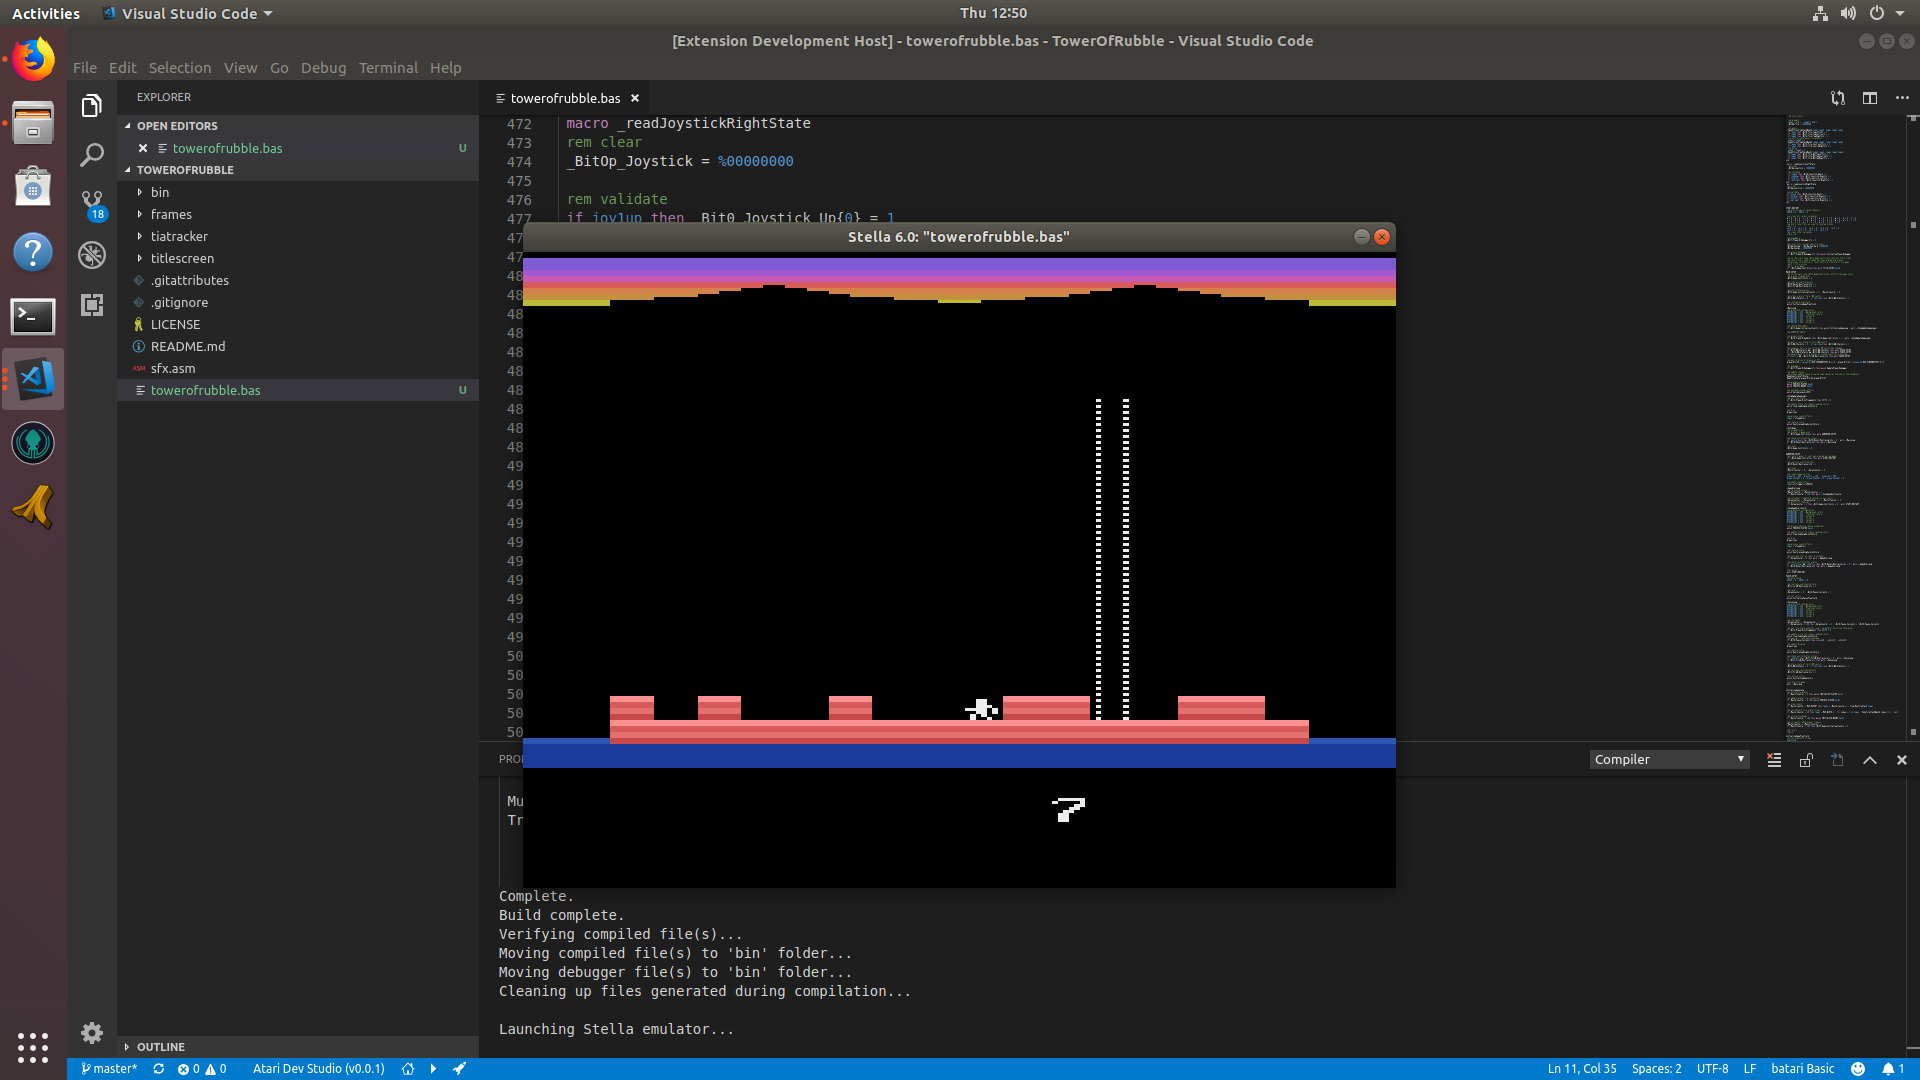 Activities
Visual Studio Code
Thu 12:50
[Extension Development Host] - towerofrubble.bas - TowerOfRubble - Visual Studio Code
File Edit Selection View Go Debug Terminal Help
EXPLORER
OPEN EDITORS
towerofrubble.bas U
TOWEROFRUBBLE
bin
frames
tiatracker
titlescreen
.gitattributes
.gitignore
LICENSE
README.md
ASM sfx.asm
towerofrubble.bas U
OUTLINE
18
towerofrubble.bas
472 macro _readJoystickRightState
473 rem clear
474 _BitOp_Joystick = %00000000
475
476 rem validate
477 if joy1up then _Bit0_Joystick_Up{0} = 1
47
47
48
48
48
48
48
48
48
48
48
48
49
49
49
49
49
49
49
49
49
49
50
50
50
50
50
Stella 6.0: "towerofrubble.bas"
7
PRO
Compiler
Mu
Tr
Complete.
Build complete.
Verifying compiled file(s)...
Moving compiled file(s) to 'bin' folder...
Moving debugger file(s) to 'bin' folder...
Cleaning up files generated during compilation...
Launching Stella emulator...
master* 0 0 Atari Dev Studio (v0.0.1) Ln 11, Col 35 Spaces: 2 UTF-8 LF batari Basic 1